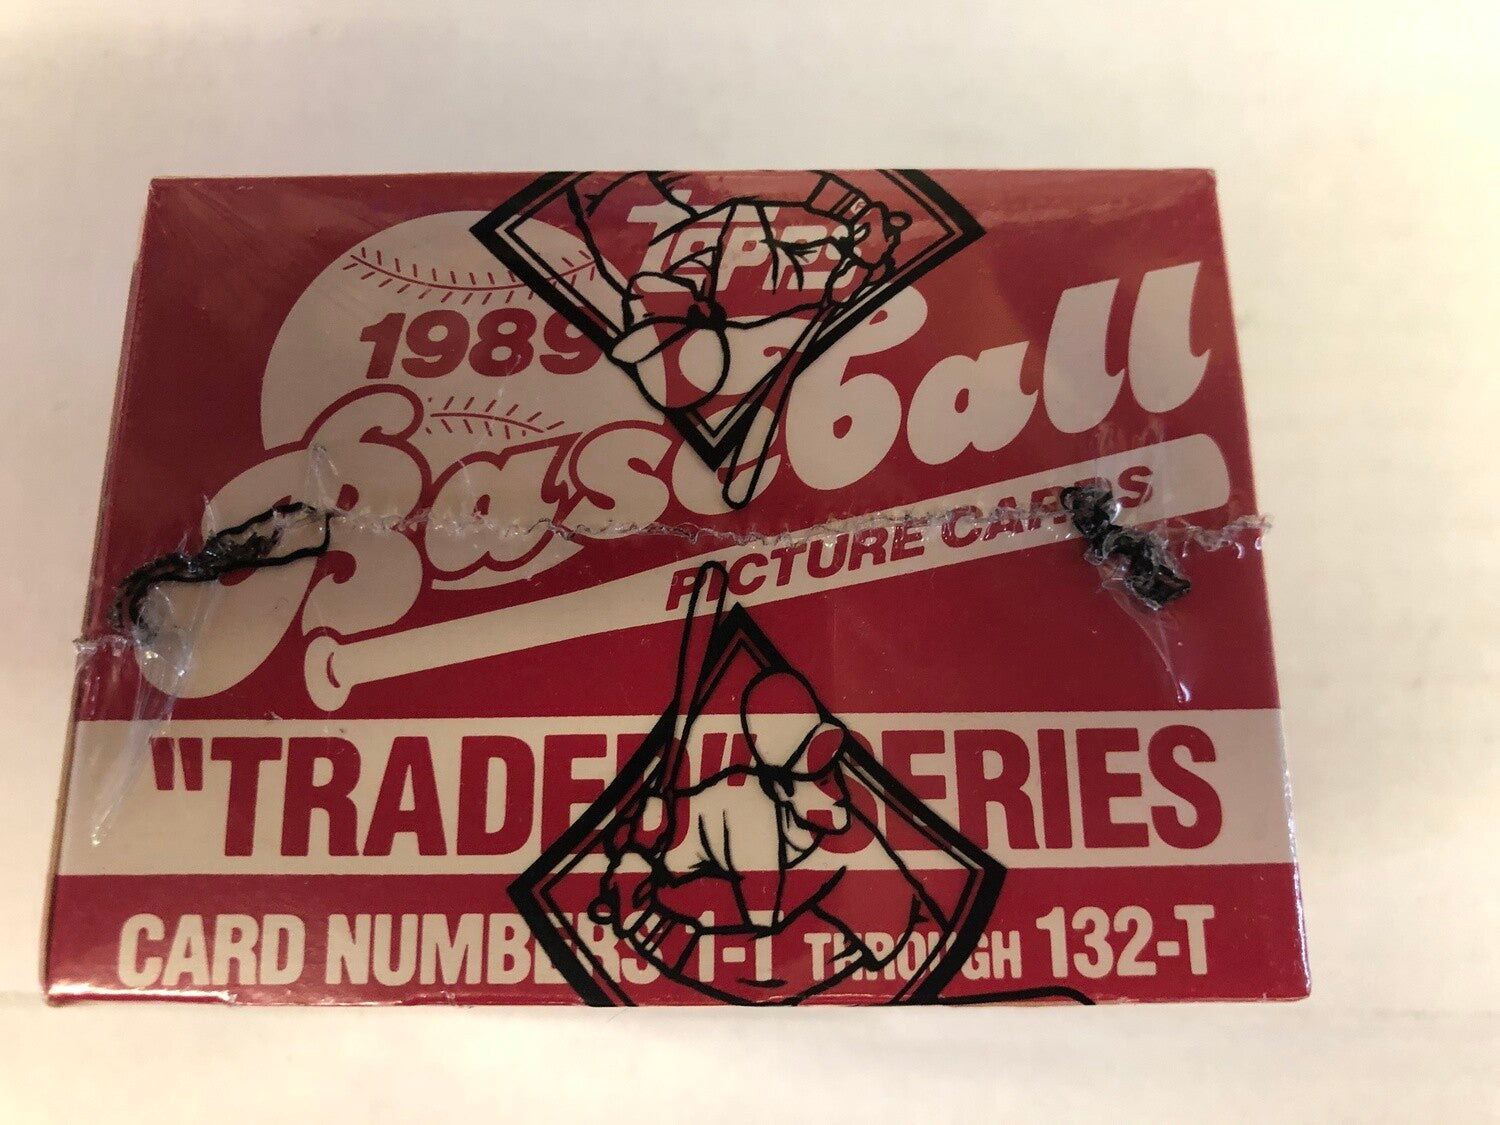 Topps
1989
Baseball
PICTURE CARDS
"TRADED" SERIES
CARD NUMBERS 1-T THROUGH 132-T